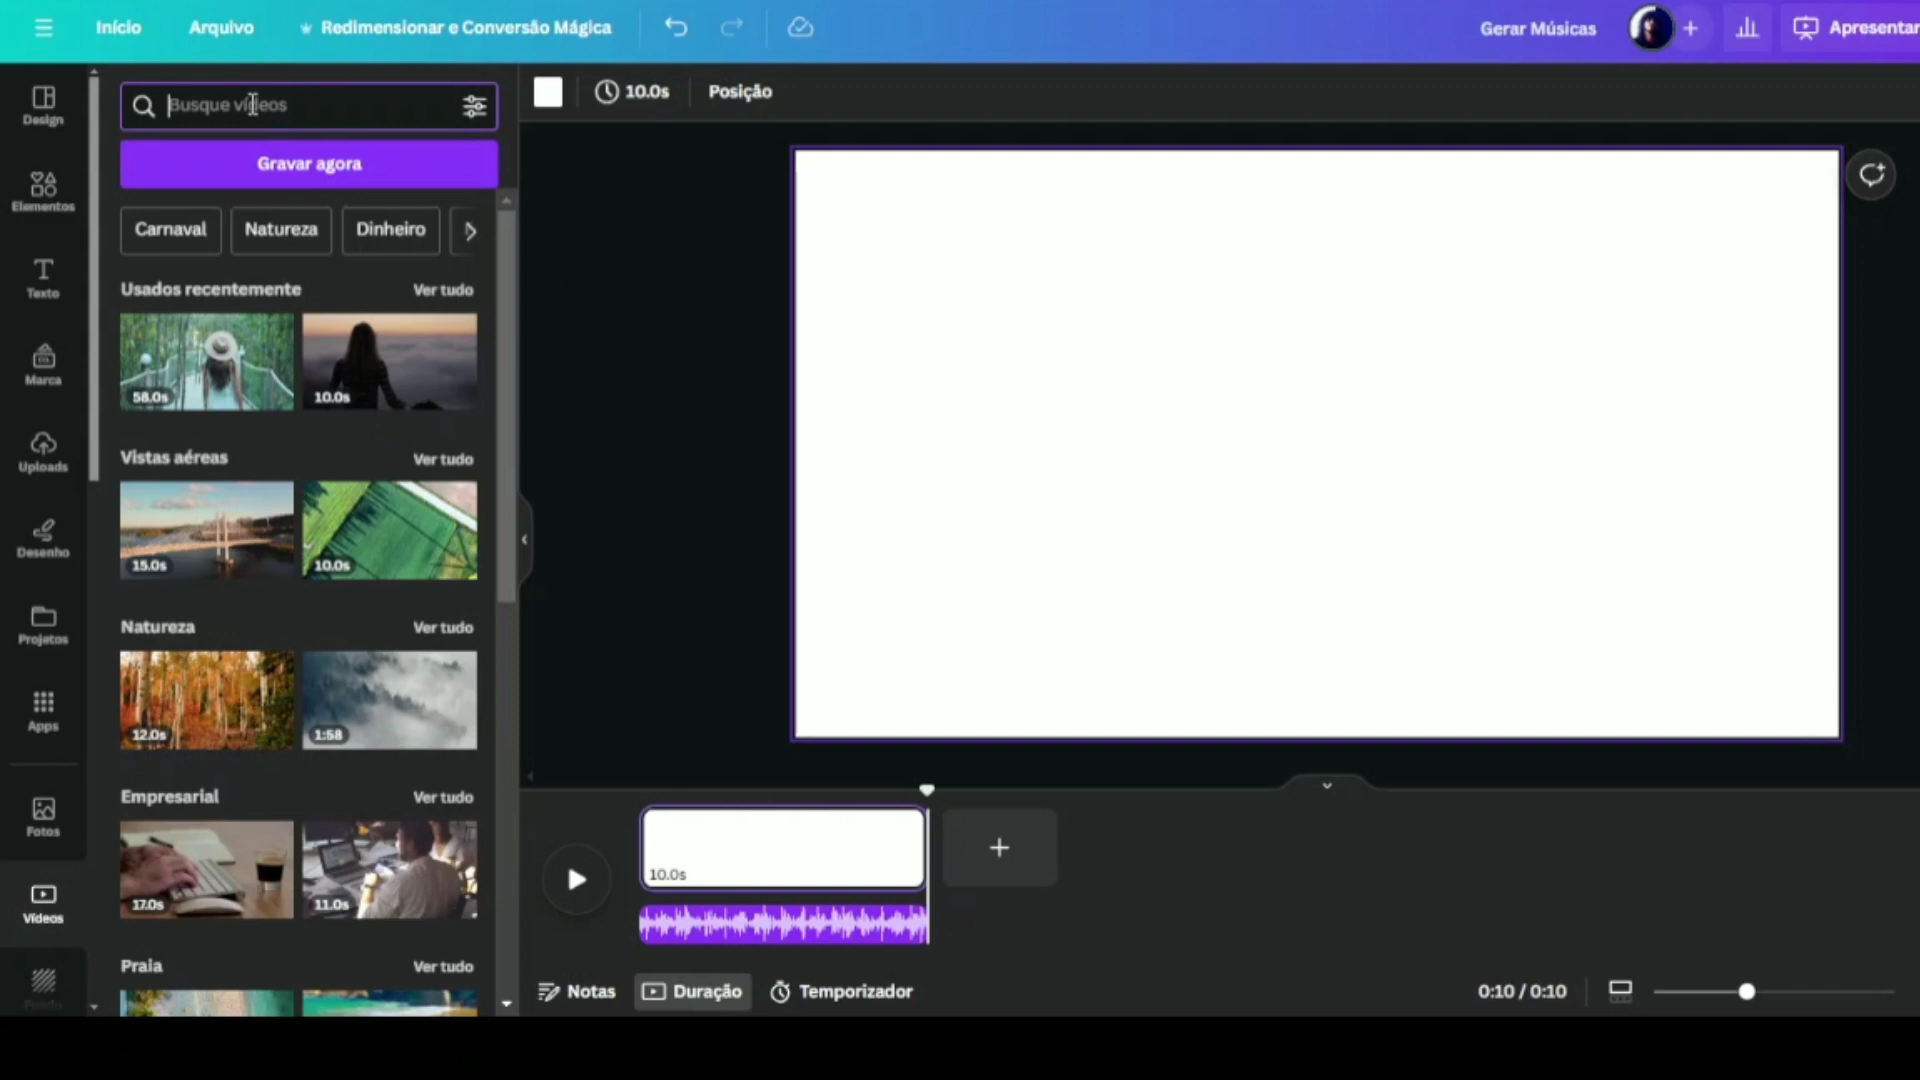 Início Arquivo Redimensionar e Conversão Mágica Gerar Músicas Apresentar
Busque vídeos
10.0s Posição
Gravar agora
Carnaval Natureza Dinheiro
Usados recentemente Ver tudo
58.0s 10.0s
Vistas aéreas Ver tudo
15.0s 10.0s
Natureza Ver tudo
12.0s 1:58
Empresarial Ver tudo
17.0s 11.0s
Praia Ver tudo
Design
Elementos
Texto
Marca
Uploads
Desenho
Projetos
Apps
Fotos
Vídeos
10.0s
Notas Duração Temporizador 0:10 / 0:10